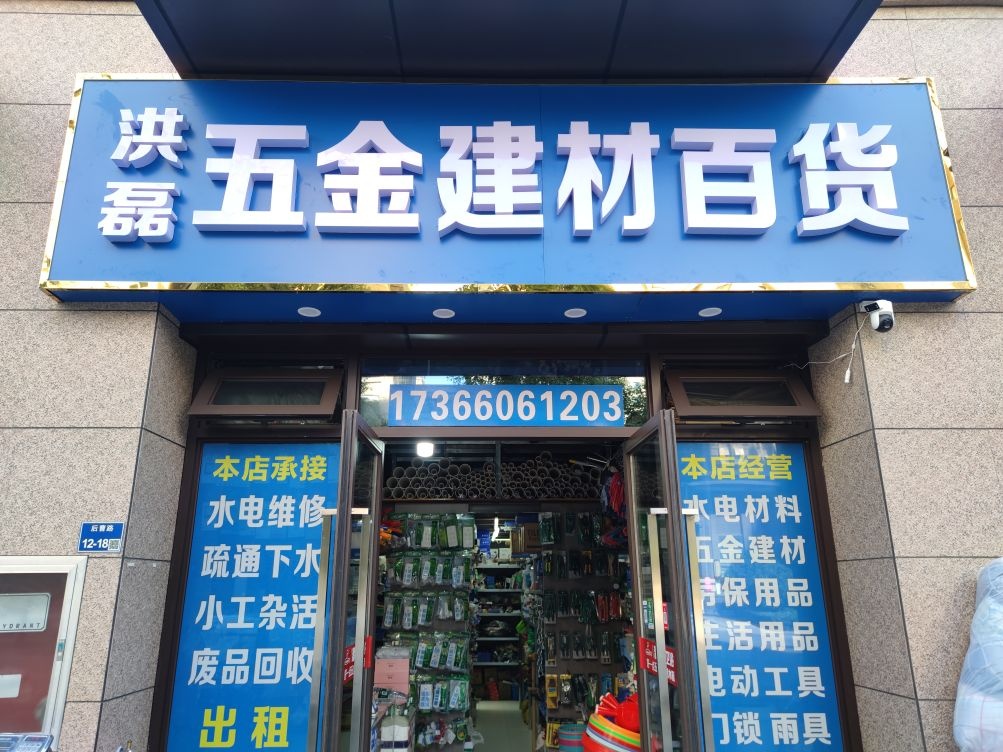 洪磊
五金建材百货
17366061203
本店承接
水电维修
疏通下水
小工杂活
废品回收
出租
本店经营
水电材料
五金建材
劳保用品
生活用品
电动工具
门锁 雨具
后曹路
12-18
YDRANT